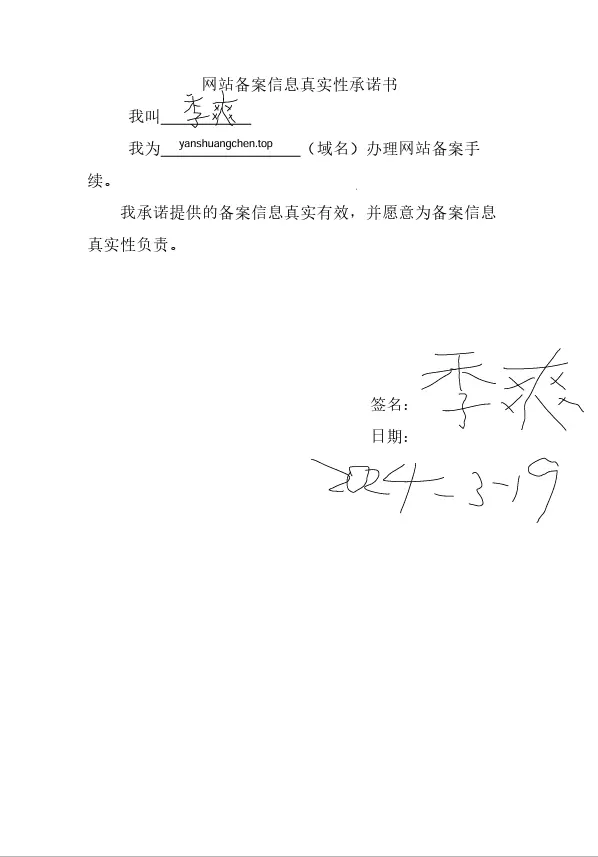 网站备案信息真实性承诺书
我叫 季爽
我为 yanshuangchen.top （域名）办理网站备案手
续。
我承诺提供的备案信息真实有效，并愿意为备案信息
真实性负责。
签名： 季爽
日期：
2024-3-19